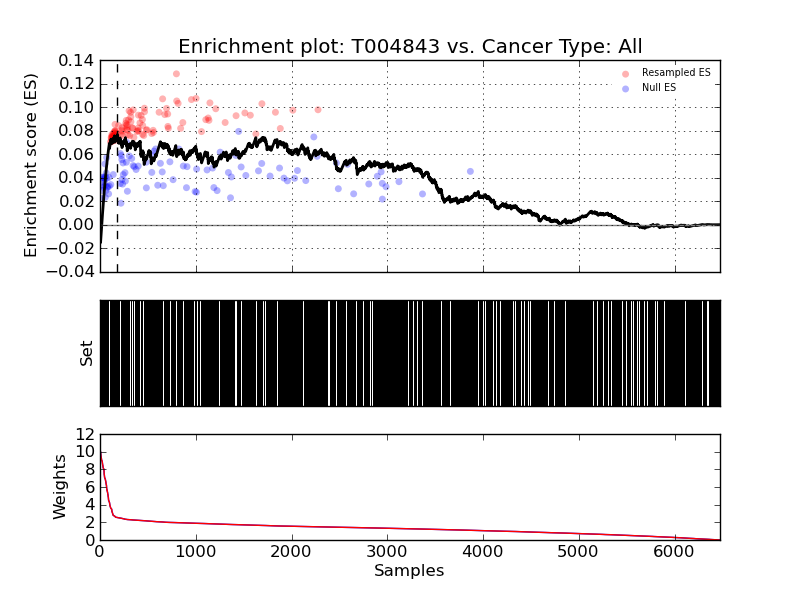 Enrichment plot: T004843 vs. Cancer Type: All
Enrichment score (ES)
0.14
0.12
0.10
0.08
0.06
0.04
0.02
0.00
−0.02
−0.04
Resampled ES
Null ES
Set
Weights
12
10
8
6
4
2
0
0 1000 2000 3000 4000 5000 6000
Samples